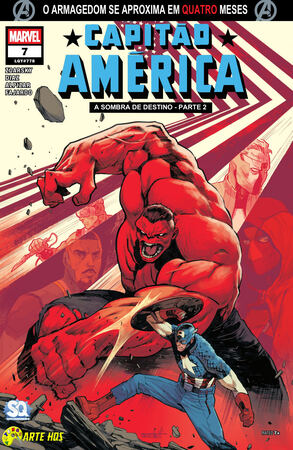 O ARMAGEDOM SE APROXIMA EM QUATRO MESES
MARVEL
7
LGY#778
ZDARSKY
DIAZ
ALPIZAR
FAJARDO
CAPITÃO
AMÉRICA
A SOMBRA DE DESTINO - PARTE 2
SQ
ARTE HQS